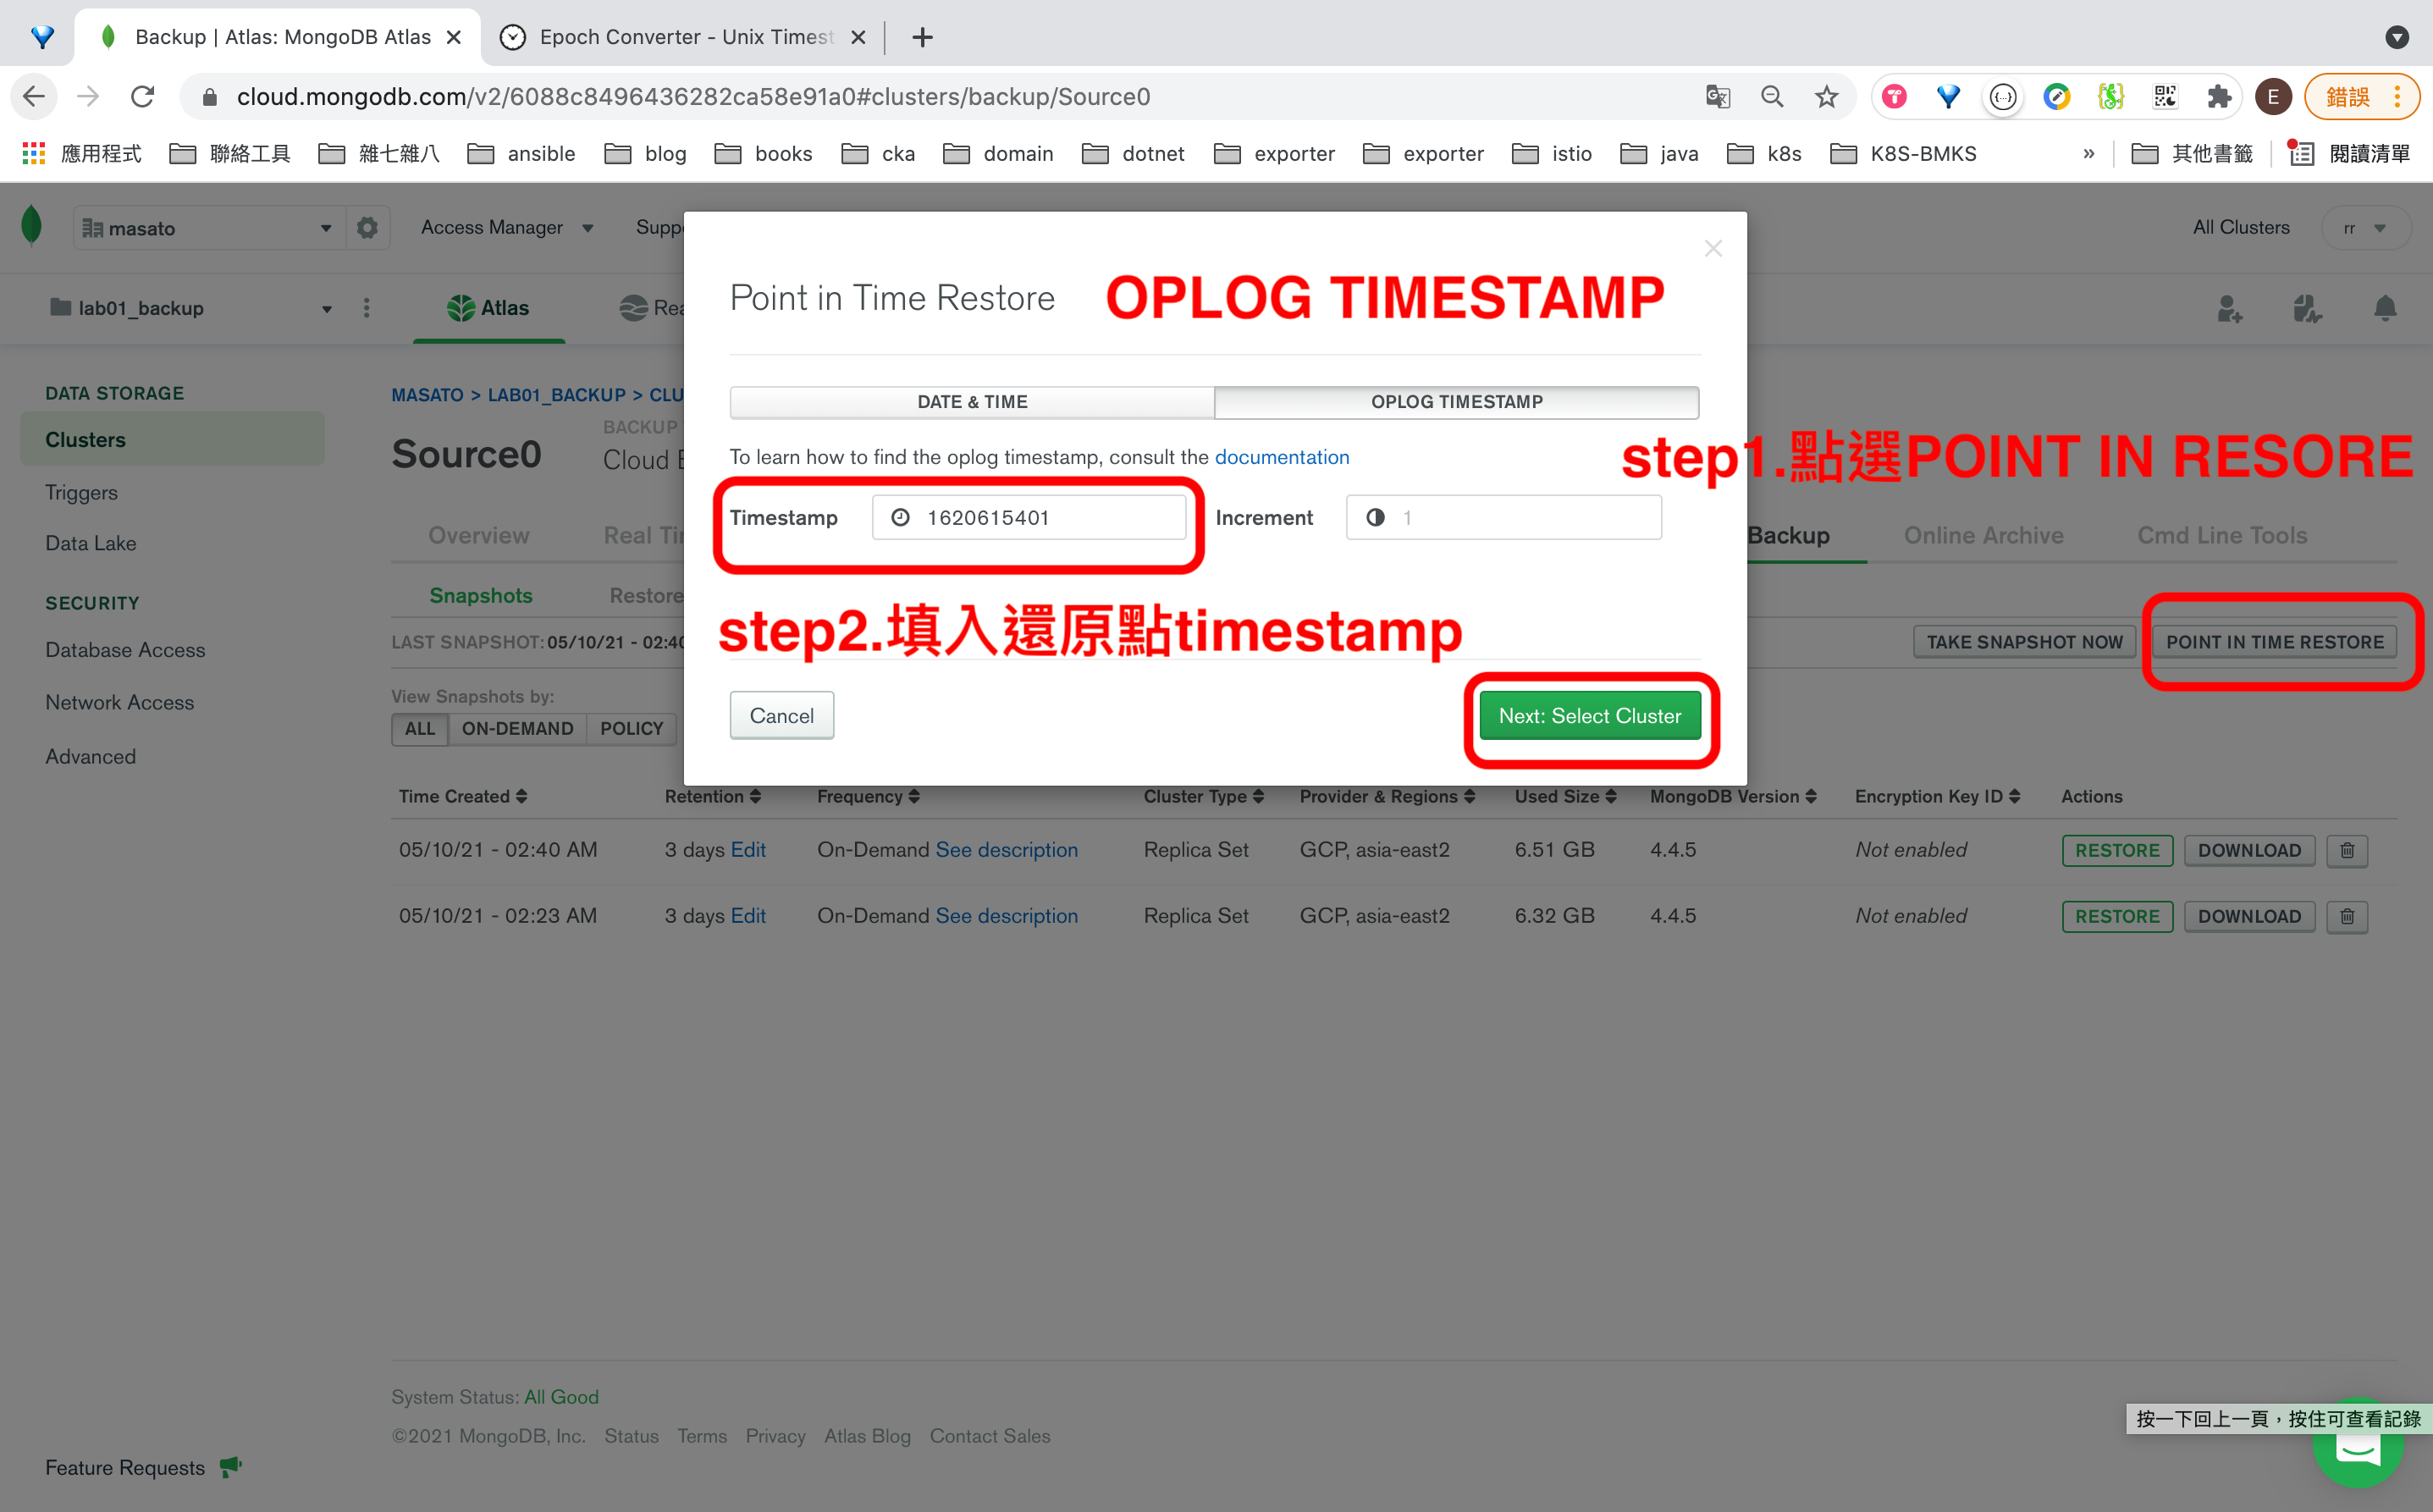 Backup | Atlas: MongoDB Atlas
Epoch Converter - Unix Timest
cloud.mongodb.com/v2/6088c8496436282ca58e91a0#clusters/backup/Source0
E
錯誤
應用程式
聯絡工具
雜七雜八
ansible
blog
books
cka
domain
dotnet
exporter
exporter
istio
java
k8s
K8S-BMKS
»
其他書籤
閱讀清單
masato
Access Manager
Supp
All Clusters
rr
lab01_backup
Atlas
Rea
Point in Time Restore
OPLOG TIMESTAMP
DATA STORAGE
Clusters
Triggers
Data Lake
SECURITY
Database Access
Network Access
Advanced
MASATO > LAB01_BACKUP > CLU
Source0
BACKUP
Cloud
DATE & TIME
OPLOG TIMESTAMP
To learn how to find the oplog timestamp, consult the documentation
step1.點選POINT IN RESORE
Timestamp
1620615401
Increment
1
Overview
Real Ti
Backup
Online Archive
Cmd Line Tools
Snapshots
Restore
step2.填入還原點timestamp
LAST SNAPSHOT: 05/10/21 - 02:40
TAKE SNAPSHOT NOW
POINT IN TIME RESTORE
View Snapshots by:
ALL
ON-DEMAND
POLICY
Cancel
Next: Select Cluster
Time Created
Retention
Frequency
Cluster Type
Provider & Regions
Used Size
MongoDB Version
Encryption Key ID
Actions
05/10/21 - 02:40 AM
3 days Edit
On-Demand See description
Replica Set
GCP, asia-east2
6.51 GB
4.4.5
Not enabled
RESTORE
DOWNLOAD
05/10/21 - 02:23 AM
3 days Edit
On-Demand See description
Replica Set
GCP, asia-east2
6.32 GB
4.4.5
Not enabled
RESTORE
DOWNLOAD
System Status: All Good
©2021 MongoDB, Inc.
Status
Terms
Privacy
Atlas Blog
Contact Sales
按一下回上一頁，按住可查看記錄
Feature Requests